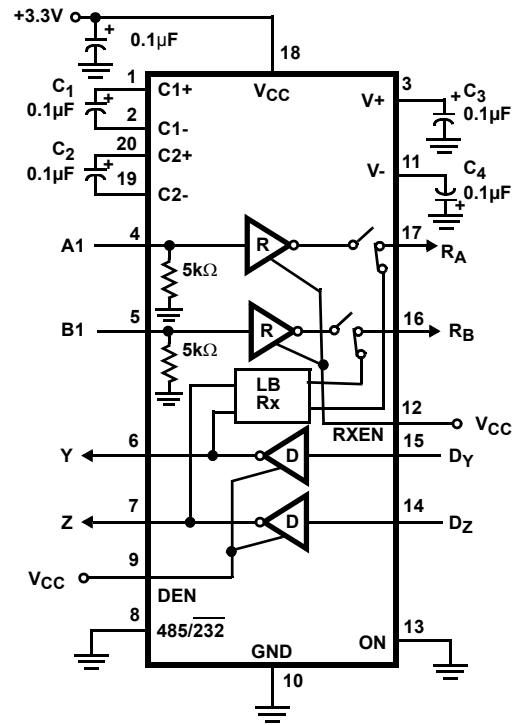 +3.3V
0.1µF
18
VCC
C1
0.1µF
1
C1+
2
C1-
C2
0.1µF
20
C2+
19
C2-
3
V+
C3
0.1µF
11
V-
C4
0.1µF
A1
4
5kΩ
R
17
RA
B1
5
5kΩ
R
16
RB
LB
Rx
12
RXEN
VCC
Y
6
D
15
DY
Z
7
D
14
DZ
VCC
9
DEN
8
485/232
13
ON
GND
10
+
+
+
+
+